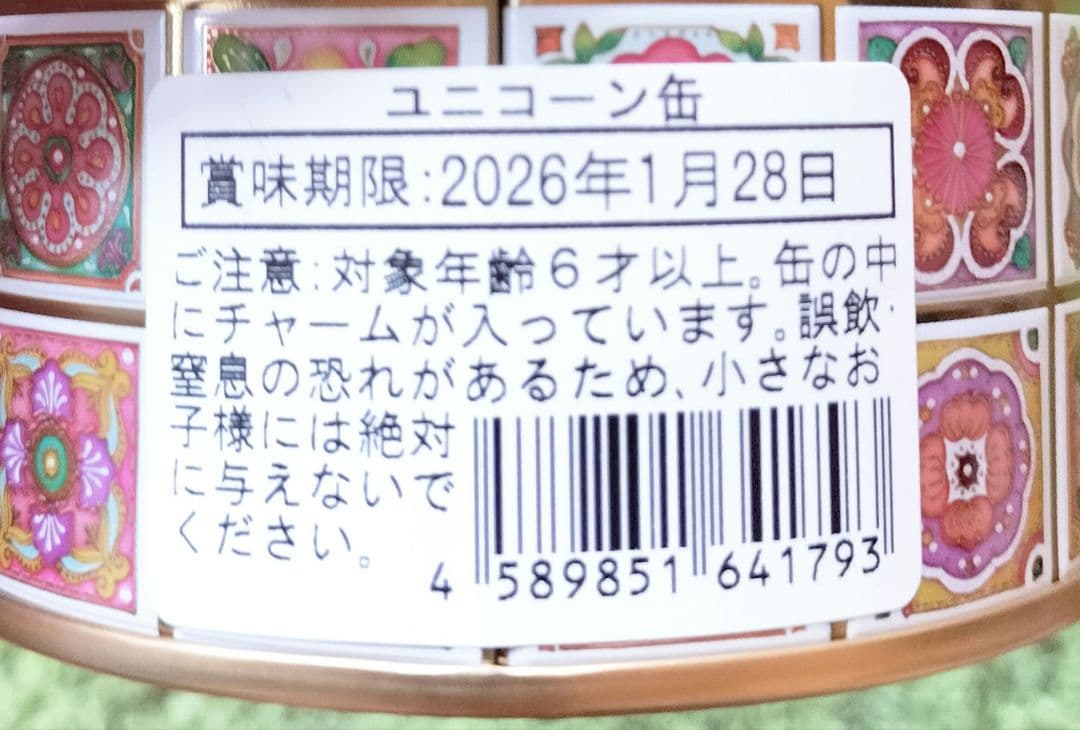 ユニコーン缶
賞味期限:2026年1月28日
ご注意:対象年齢6才以上。缶の中
にチャームが入っています。誤飲・
窒息の恐れがあるため、小さなお
子様には絶対
に与えないで
ください。
4 589851 641793